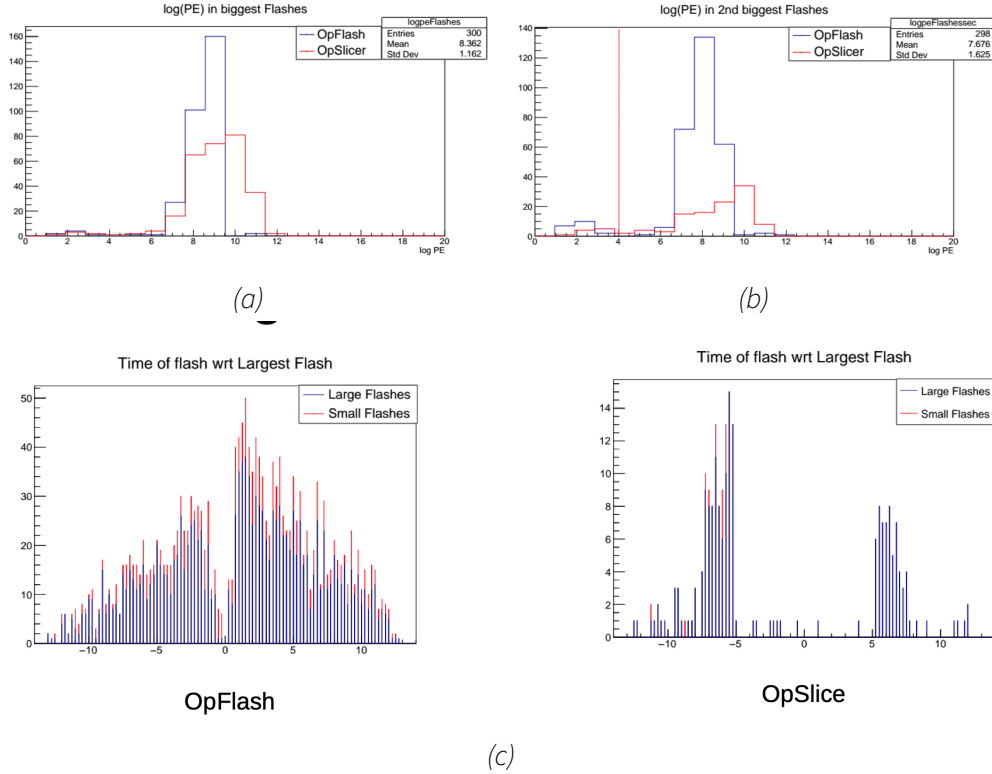 log(PE) in biggest Flashes
logpeFlashes
Entries 300
Mean 8.362
Std Dev 1.162
OpFlash
OpSlicer
160
140
120
100
80
60
40
20
0
0 2 4 6 8 10 12 14 16 18 20
log PE
(a)
log(PE) in 2nd biggest Flashes
logpeFlashessec
Entries 298
Mean 7.676
Std Dev 1.625
OpFlash
OpSlicer
140
120
100
80
60
40
20
0
0 2 4 6 8 10 12 14 16 18 20
log PE
(b)
Time of flash wrt Largest Flash
Large Flashes
Small Flashes
50
40
30
20
10
0
−10 −5 0 5 10
OpFlash
Time of flash wrt Largest Flash
Large Flashes
Small Flashes
14
12
10
8
6
4
2
0
−10 −5 0 5 10
OpSlice
(c)